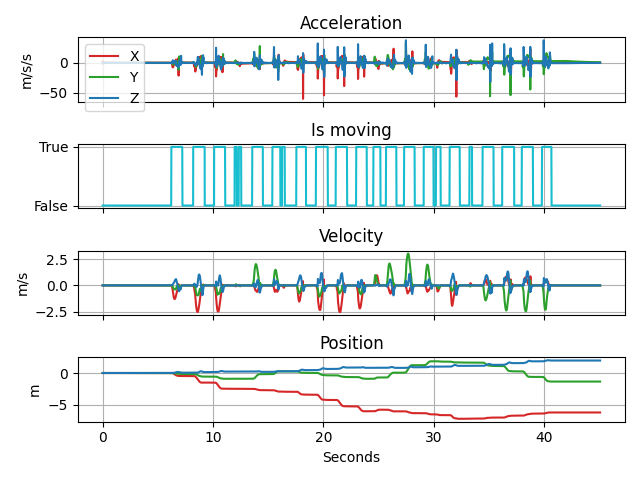 Acceleration
m/s/s
0
−50
X
Y
Z
Is moving
True
False
Velocity
m/s
2.5
0.0
−2.5
Position
m
0
−5
0 10 20 30 40
Seconds